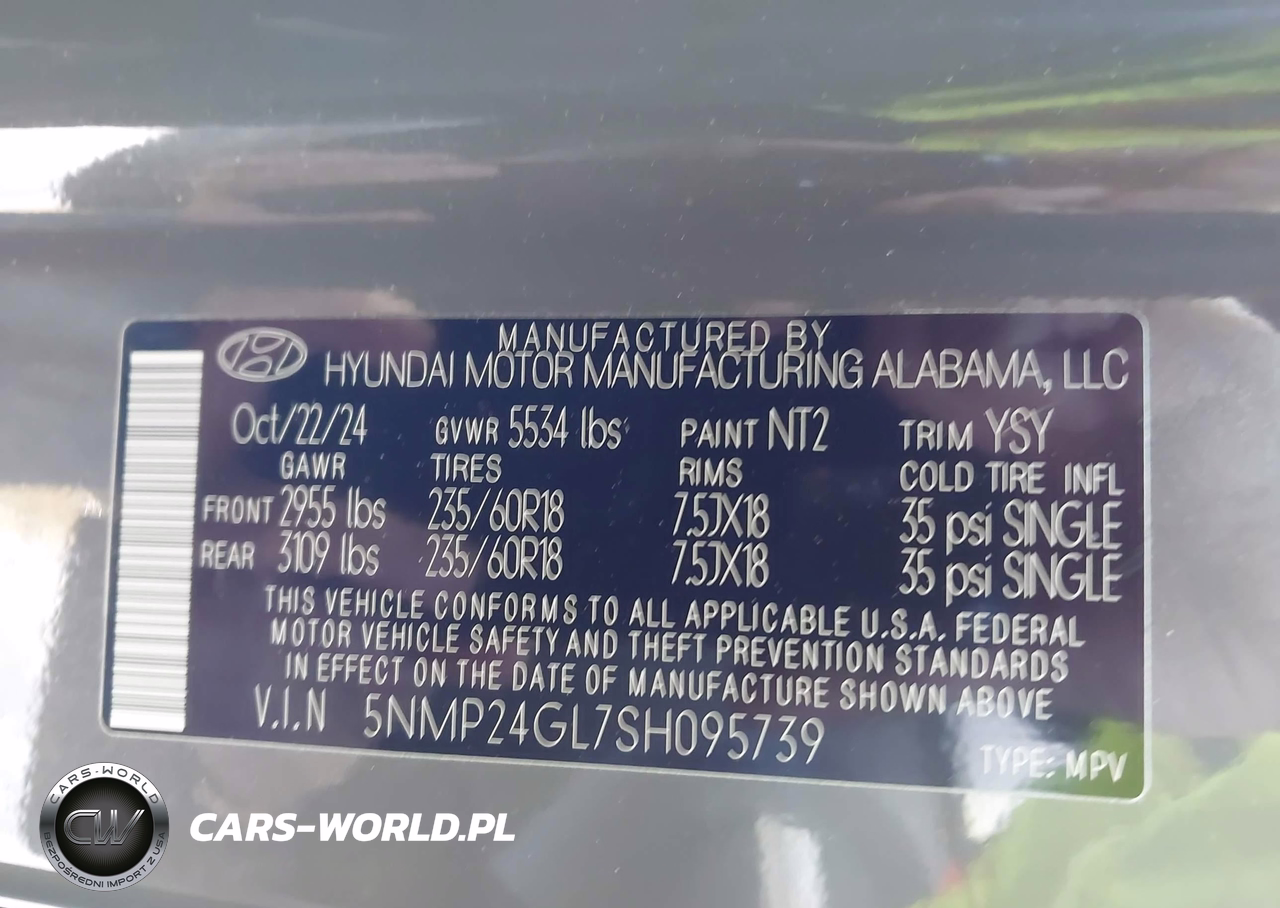 MANUFACTURED BY
HYUNDAI MOTOR MANUFACTURING ALABAMA, LLC
Oct/22/24 GVWR 5534 lbs PAINT NT2 TRIM YSY
GAWR TIRES RIMS COLD TIRE INFL
FRONT 2955 lbs 235/60R18 7.5JX18 35 psi SINGLE
REAR 3109 lbs 235/60R18 7.5JX18 35 psi SINGLE
THIS VEHICLE CONFORMS TO ALL APPLICABLE U.S.A. FEDERAL
MOTOR VEHICLE SAFETY AND THEFT PREVENTION STANDARDS
IN EFFECT ON THE DATE OF MANUFACTURE SHOWN ABOVE
V.I.N 5NMP24GL7SH095739
TYPE: MPV
CARS-WORLD
CW
BEZPOŚREDNI IMPORT Z USA
CARS-WORLD.PL